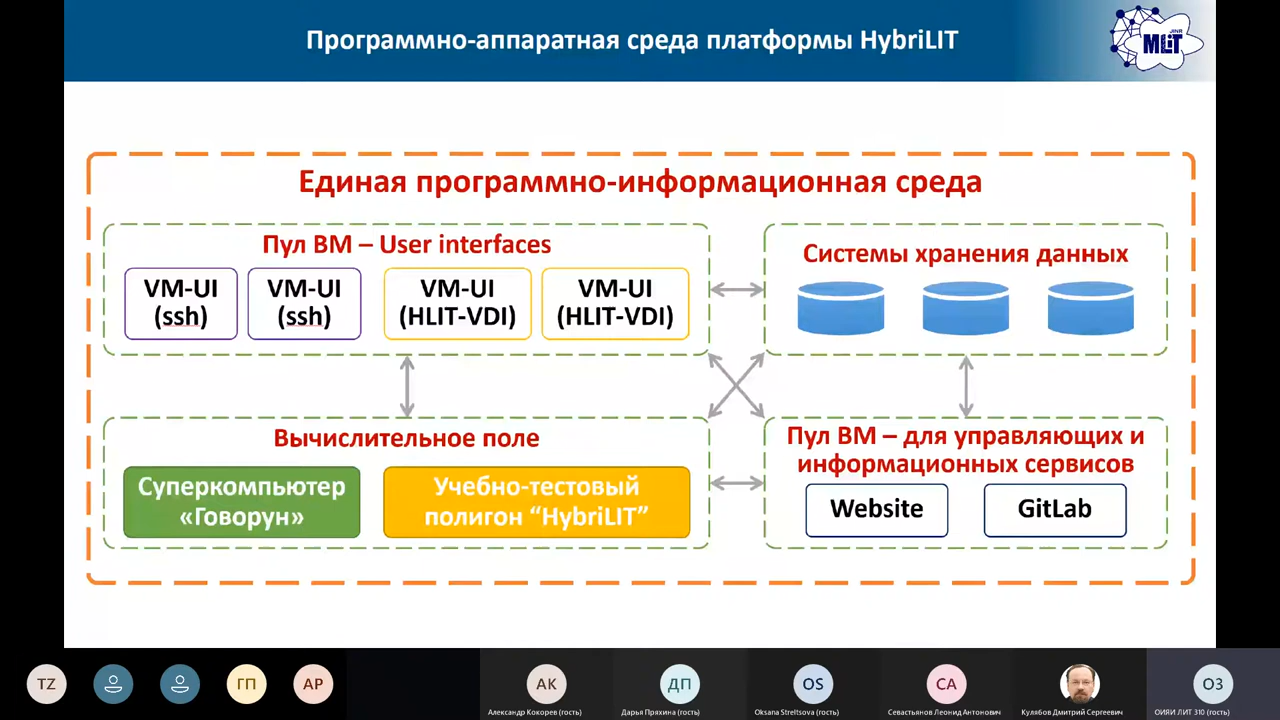 Программно-аппаратная среда платформы HybriLIT
JINR
MLIT
Единая программно-информационная среда
Пул ВМ – User interfaces
VM-UI
(ssh)
VM-UI
(ssh)
VM-UI
(HLIT-VDI)
VM-UI
(HLIT-VDI)
Системы хранения данных
Вычислительное поле
Суперкомпьютер
«Говорун»
Учебно-тестовый
полигон “HybriLIT”
Пул ВМ – для управляющих и
информационных сервисов
Website
GitLab
TZ
ГП
AP
АК
Александр Кокорев (гость)
ДП
Дарья Пряхина (гость)
OS
Oksana Streltsova (гость)
СА
Севастьянов Леонид Антонович
Кулябов Дмитрий Сергеевич
ОЗ
ОИЯИ ЛИТ 310 (гость)